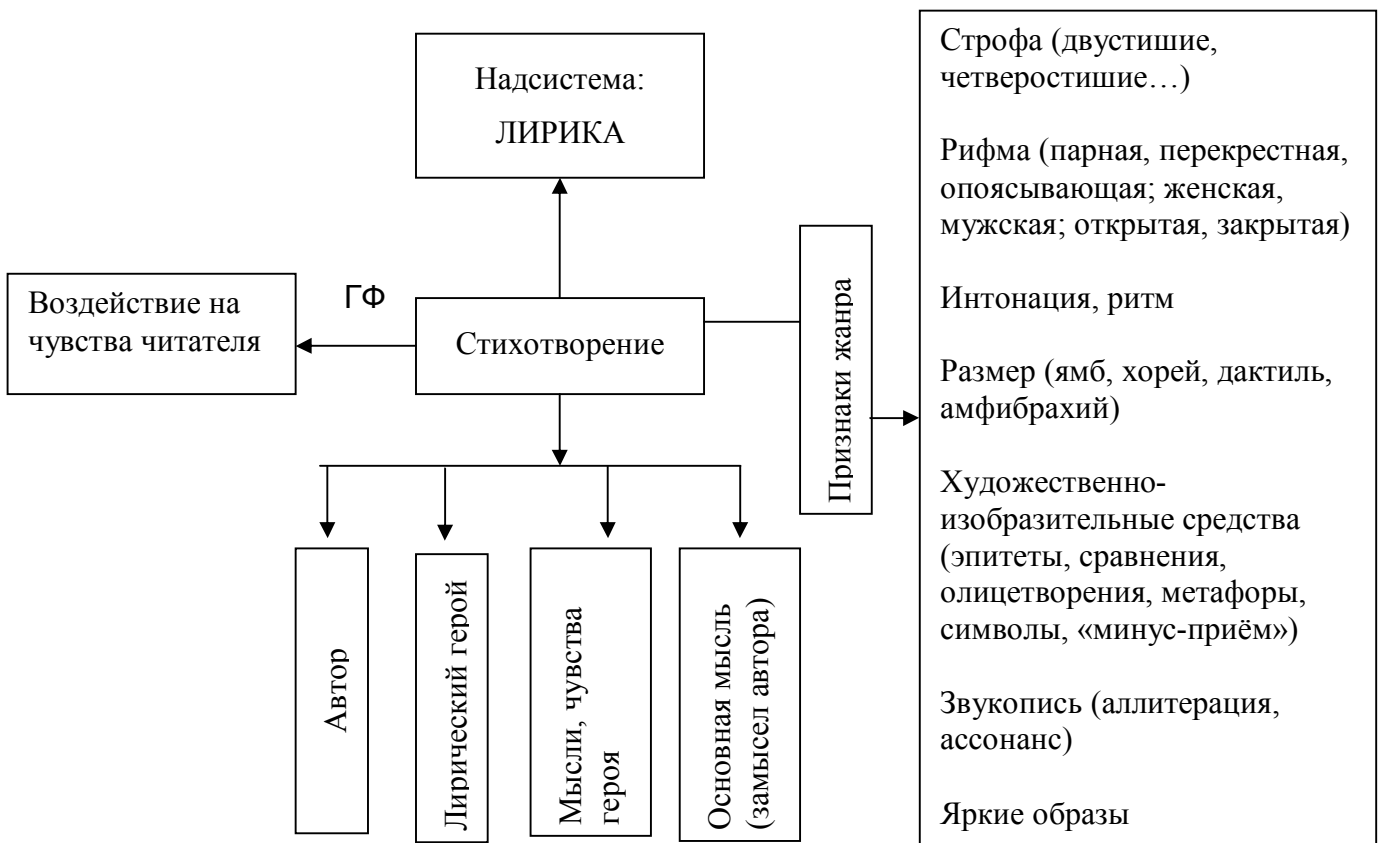 Надсистема:
ЛИРИКА
Воздействие на
чувства читателя
ГФ
Стихотворение
Признаки жанра
Автор
Лирический герой
Мысли, чувства
героя
Основная мысль
(замысел автора)
Строфа (двустишие,
четверостишие…)
Рифма (парная, перекрестная,
опоясывающая; женская,
мужская; открытая, закрытая)
Интонация, ритм
Размер (ямб, хорей, дактиль,
амфибрахий)
Художественно-
изобразительные средства
(эпитеты, сравнения,
олицетворения, метафоры,
символы, «минус-приём»)
Звукопись (аллитерация,
ассонанс)
Яркие образы